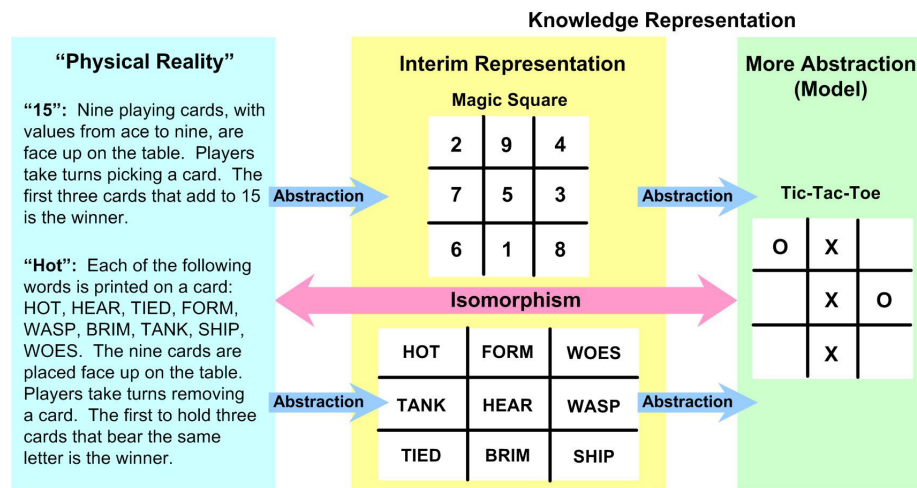 Knowledge Representation
“Physical Reality”
“15”: Nine playing cards, with
values from ace to nine, are
face up on the table. Players
take turns picking a card. The
first three cards that add to 15
is the winner.
“Hot”: Each of the following
words is printed on a card:
HOT, HEAR, TIED, FORM,
WASP, BRIM, TANK, SHIP,
WOES. The nine cards are
placed face up on the table.
Players take turns removing
a card. The first to hold three
cards that bear the same
letter is the winner.
Abstraction
Abstraction
Interim Representation
Magic Square
2 9 4
7 5 3
6 1 8
Isomorphism
HOT FORM WOES
TANK HEAR WASP
TIED BRIM SHIP
Abstraction
Abstraction
More Abstraction
(Model)
Tic-Tac-Toe
O X
X O
X